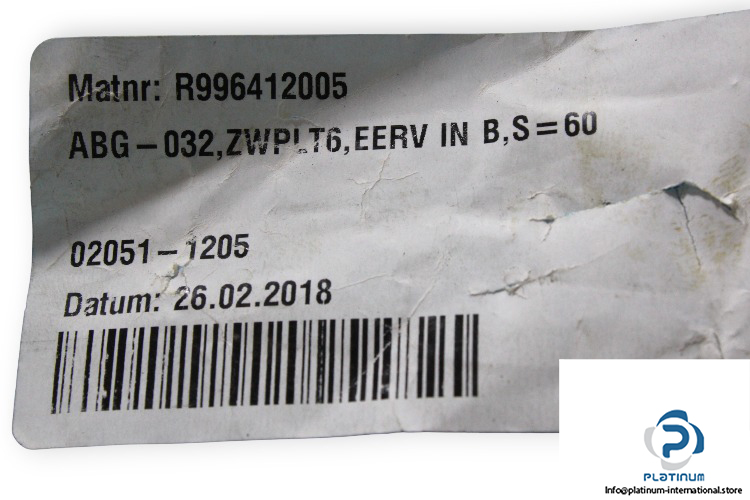 Matnr: R996412005
ABG-032,ZWPLT6,EERV IN B,S=60
02051-1205
Datum: 26.02.2018
PLATINUM
Info@platinum-international.store